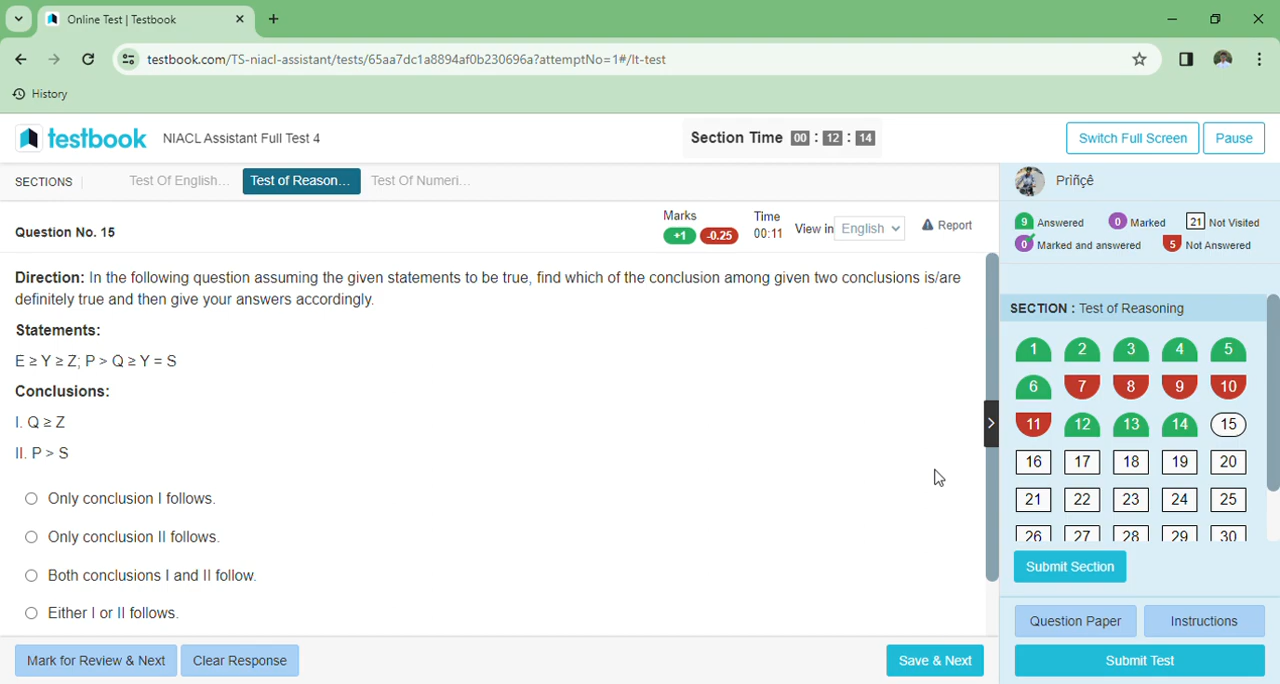 Online Test | Testbook
testbook.com/TS-niacl-assistant/tests/65aa7dc1a8894af0b230696a?attemptNo=1#/lt-test
History
testbook NIACL Assistant Full Test 4 Section Time 00 : 12 : 14 Switch Full Screen Pause
SECTIONS Test Of English... Test of Reason... Test Of Numeri...
Priñçê
Question No. 15 Marks +1 -0.25 Time 00:11 View in English Report
9 Answered 0 Marked 21 Not Visited
0 Marked and answered 5 Not Answered
Direction: In the following question assuming the given statements to be true, find which of the conclusion among given two conclusions is/are
definitely true and then give your answers accordingly.
Statements:
E ≥ Y ≥ Z; P > Q ≥ Y = S
Conclusions:
I. Q ≥ Z
II. P > S
Only conclusion I follows.
Only conclusion II follows.
Both conclusions I and II follow.
Either I or II follows.
SECTION : Test of Reasoning
1 2 3 4 5
6 7 8 9 10
11 12 13 14 15
16 17 18 19 20
21 22 23 24 25
26 27 28 29 30
Submit Section
Question Paper Instructions
Mark for Review & Next Clear Response Save & Next Submit Test